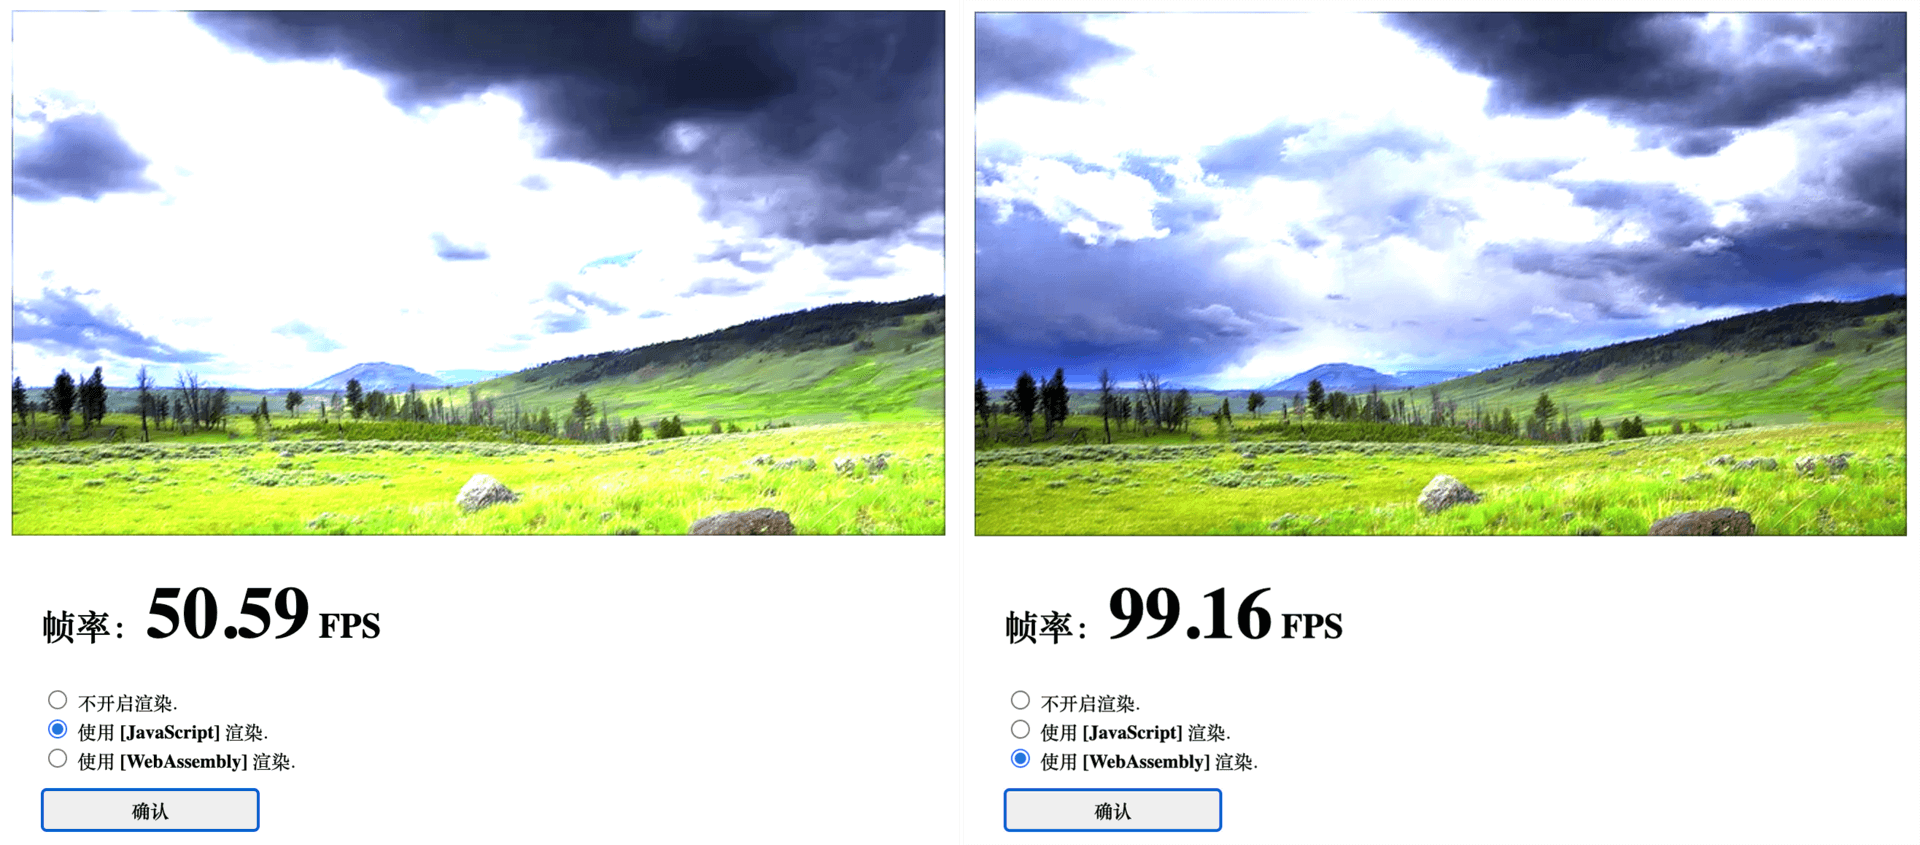 帧率：50.59 FPS
不开启渲染.
使用 [JavaScript] 渲染.
使用 [WebAssembly] 渲染.
确认
帧率：99.16 FPS
不开启渲染.
使用 [JavaScript] 渲染.
使用 [WebAssembly] 渲染.
确认